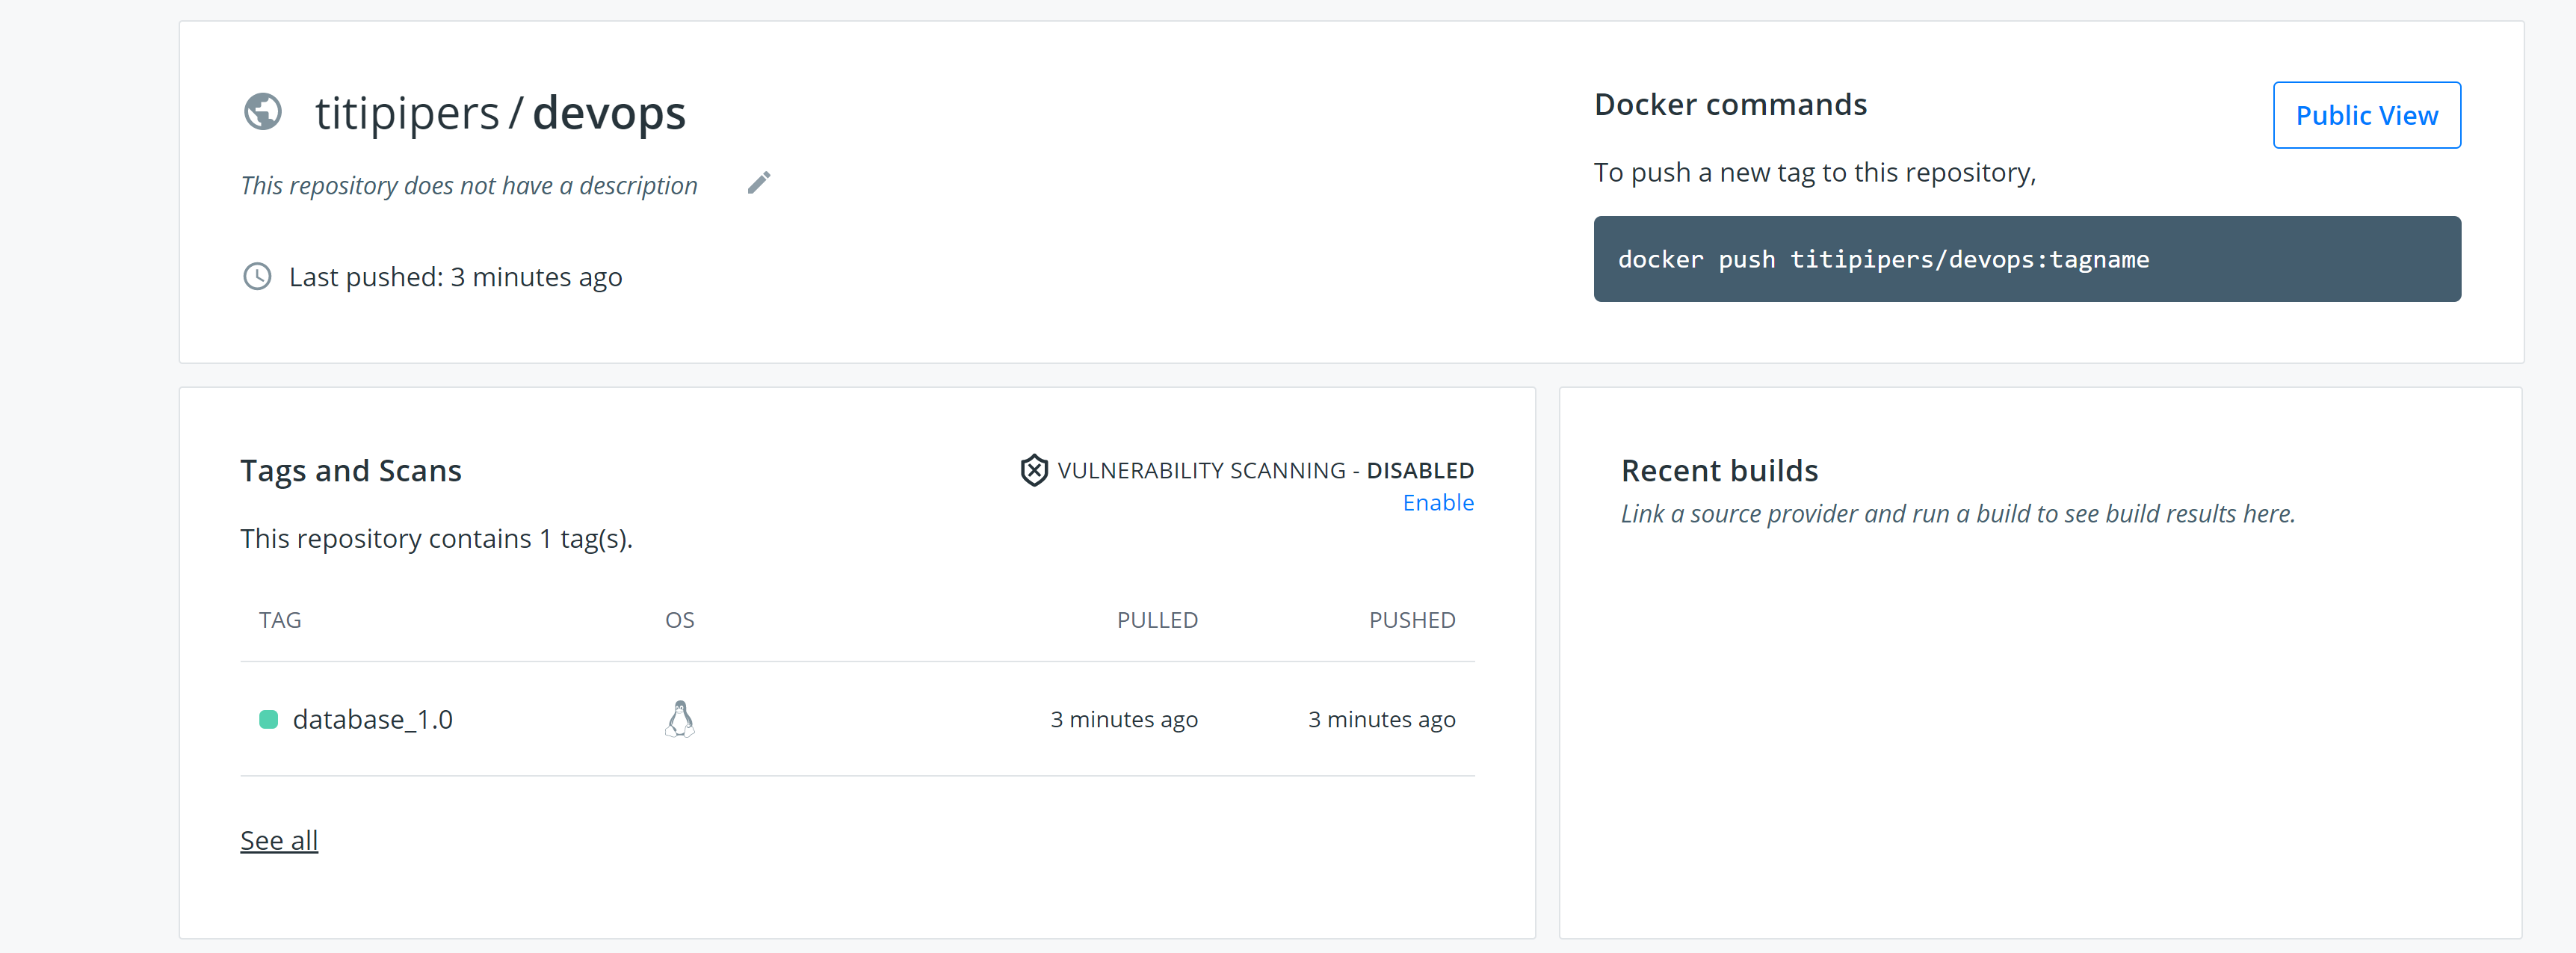 titipipers / devops
This repository does not have a description
Last pushed: 3 minutes ago
Docker commands
Public View
To push a new tag to this repository,
docker push titipipers/devops:tagname
Tags and Scans
VULNERABILITY SCANNING - DISABLED
Enable
This repository contains 1 tag(s).
TAG OS PULLED PUSHED
database_1.0 3 minutes ago 3 minutes ago
See all
Recent builds
Link a source provider and run a build to see build results here.